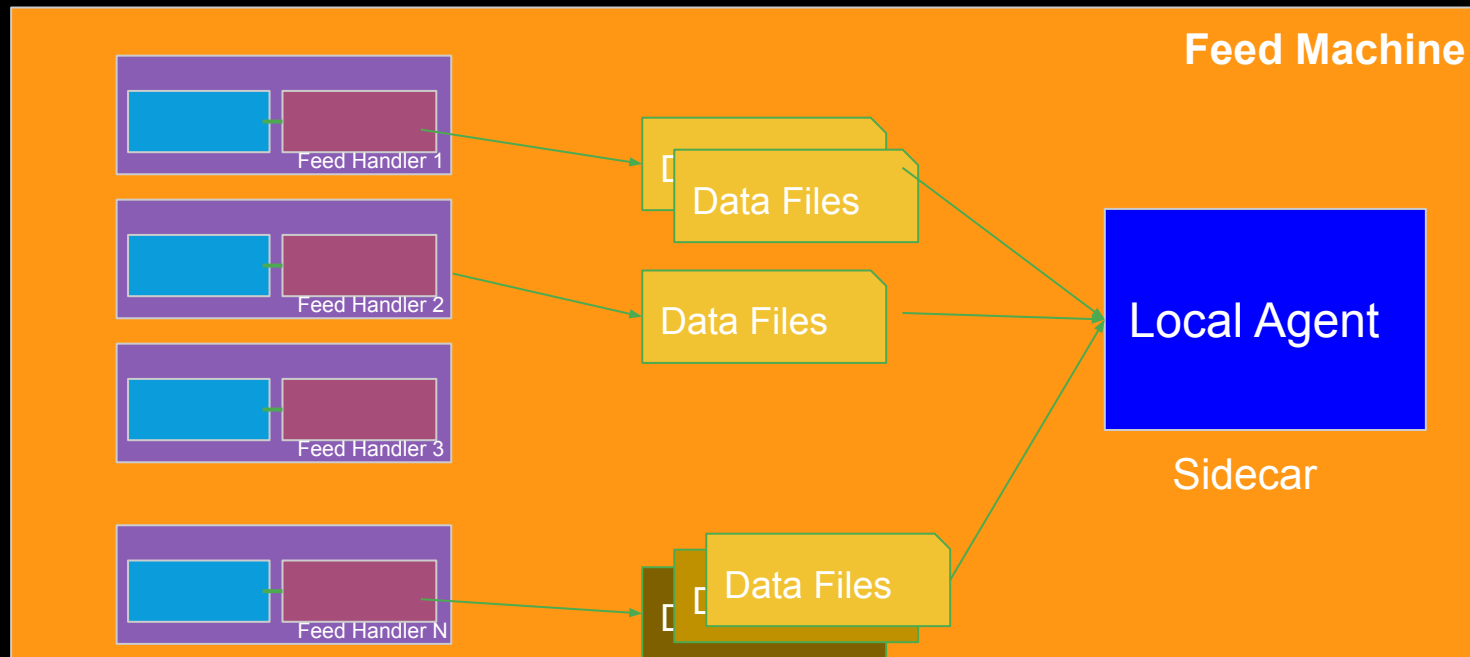 Feed Machine
Feed Handler 1
Data Files
Feed Handler 2
Data Files
Local Agent
Feed Handler 3
Sidecar
Data Files
Feed Handler N